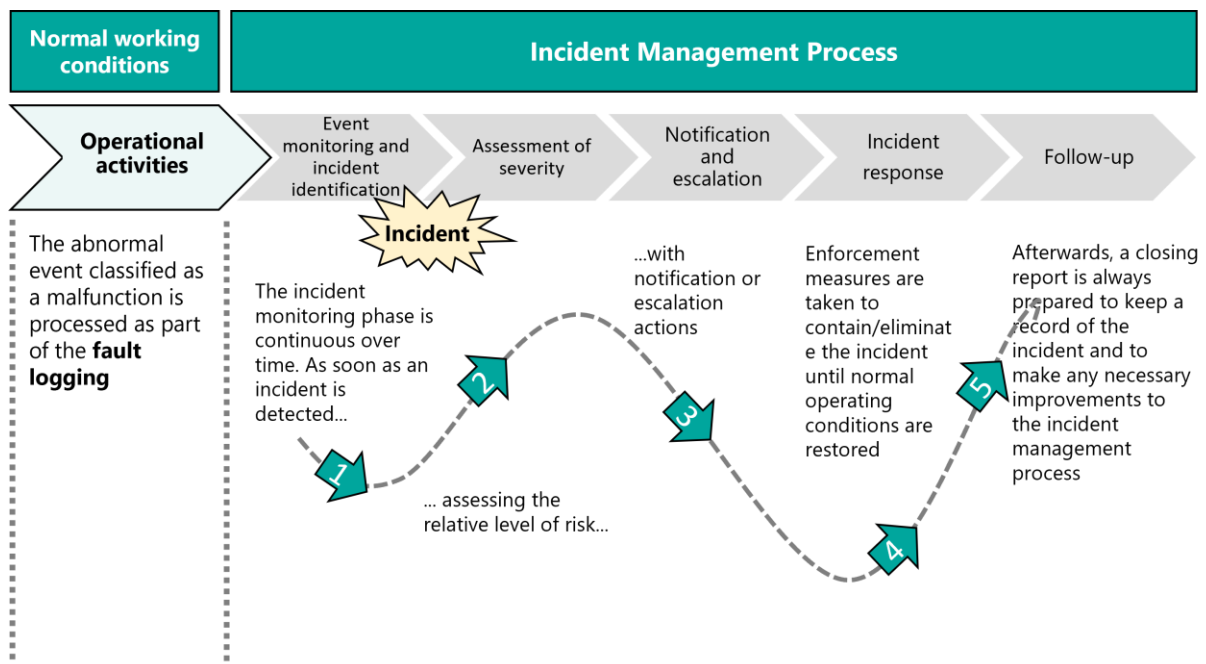 Normal working
conditions
Incident Management Process
Operational
activities
Event
monitoring and
incident
identification
Assessment of
severity
Notification
and
escalation
Incident
response
Follow-up
Incident
The abnormal
event classified as
a malfunction is
processed as part
of the fault
logging
The incident
monitoring phase is
continuous over
time. As soon as an
incident is
detected...
1
2
... assessing the
relative level of risk...
...with
notification or
escalation
actions
3
Enforcement
measures are
taken to
contain/eliminat
e the incident
until normal
operating
conditions are
restored
4
5
Afterwards, a closing
report is always
prepared to keep a
record of the
incident and to
make any necessary
improvements to
the incident
management
process